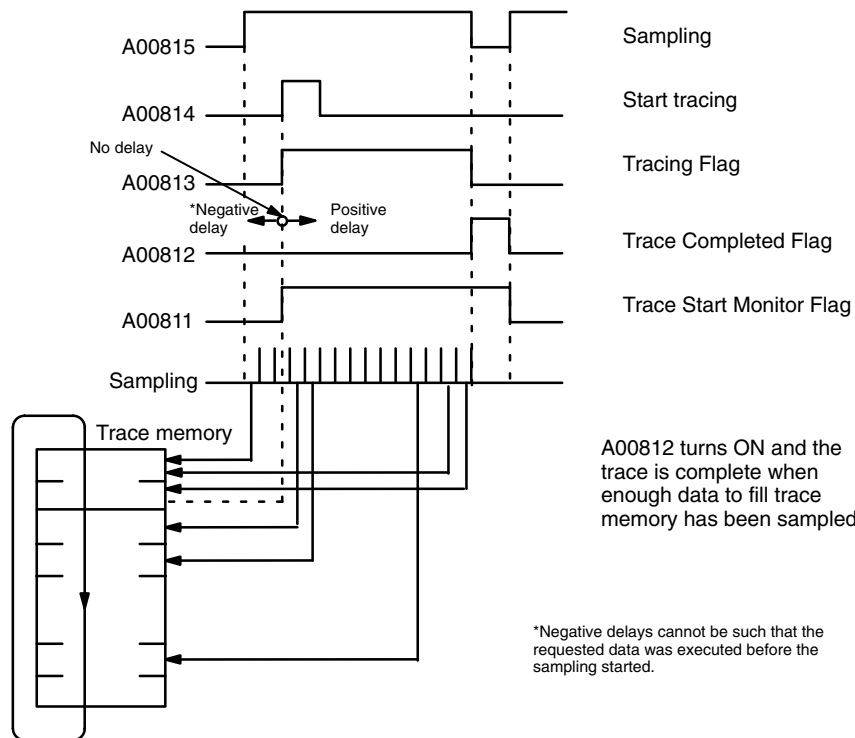 A00815
Sampling
A00814
Start tracing
No delay
A00813
Tracing Flag
*Negative
delay
Positive
delay
A00812
Trace Completed Flag
A00811
Trace Start Monitor Flag
Sampling
Trace memory
A00812 turns ON and the
trace is complete when
enough data to fill trace
memory has been sampled
*Negative delays cannot be such that the
requested data was executed before the
sampling started.